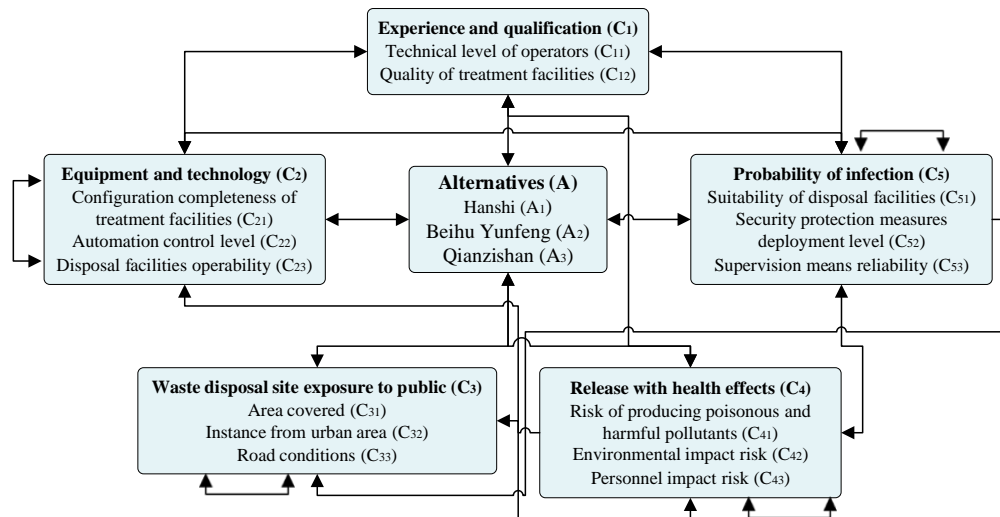 Experience and qualification (C1)
Technical level of operators (C11)
Quality of treatment facilities (C12)
Equipment and technology (C2)
Configuration completeness of
treatment facilities (C21)
Automation control level (C22)
Disposal facilities operability (C23)
Alternatives (A)
Hanshi (A1)
Beihu Yunfeng (A2)
Qianzishan (A3)
Probability of infection (C5)
Suitability of disposal facilities (C51)
Security protection measures
deployment level (C52)
Supervision means reliability (C53)
Waste disposal site exposure to public (C3)
Area covered (C31)
Instance from urban area (C32)
Road conditions (C33)
Release with health effects (C4)
Risk of producing poisonous and
harmful pollutants (C41)
Environmental impact risk (C42)
Personnel impact risk (C43)